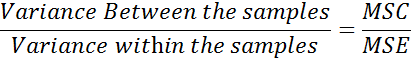 Variance Between the samples / Variance within the samples = MSC / MSE